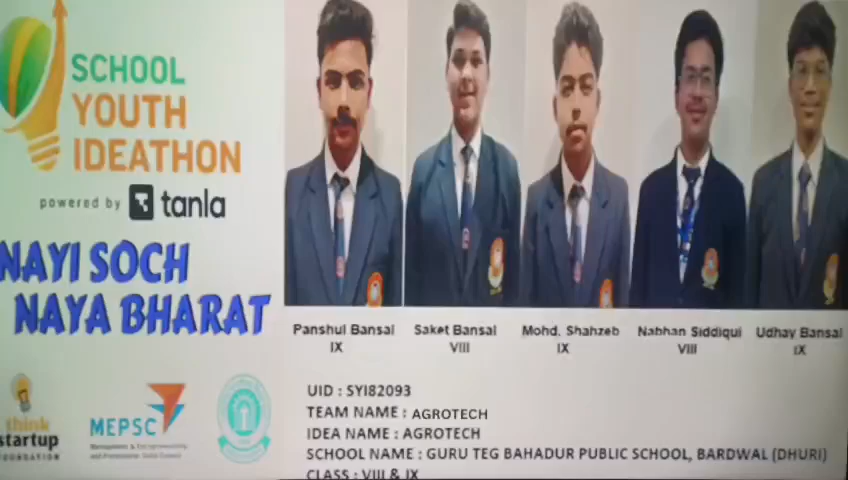 SCHOOL
YOUTH
IDEATHON
powered by tanla
NAYI SOCH
NAYA BHARAT
Panshul Bansal
IX
Saket Bansal
VIII
Mohd. Shahzeb
IX
Nabhan Siddiqui
VIII
Udhay Bansal
IX
think
startup
FOUNDATION
MEPSC
UID : SYI82093
TEAM NAME : AGROTECH
IDEA NAME : AGROTECH
SCHOOL NAME : GURU TEG BAHADUR PUBLIC SCHOOL, BARDWAL (DHURI)
CLASS : VIII & IX